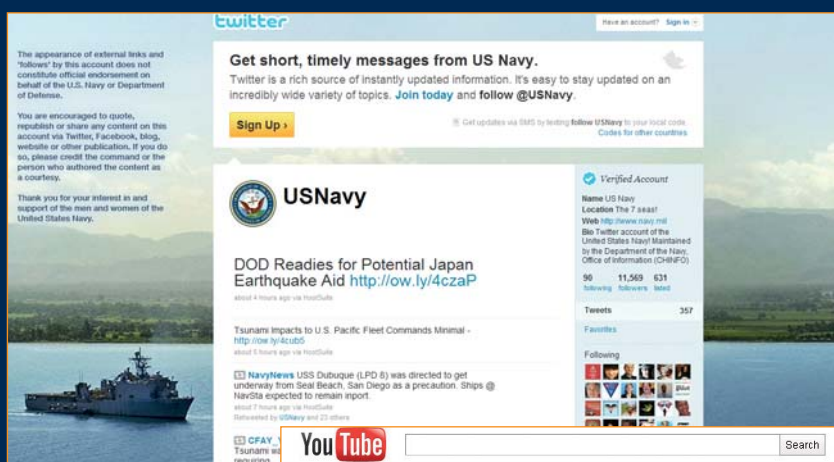 twitter
Have an account? Sign in
The appearance of external links and
'follows' by this account does not
constitute official endorsement on
behalf of the U.S. Navy or Department
of Defense.
You are encouraged to quote,
republish or share any content on this
account via Twitter, Facebook, blog,
website or other publication. If you do
so, please credit the command or the
person who authored the content as
a courtesy.
Thank you for your interest in and
support of the men and women of the
United States Navy.
Get short, timely messages from US Navy.
Twitter is a rich source of instantly updated information. It's easy to stay updated on an
incredibly wide variety of topics. Join today and follow @USNavy.
Sign Up ›
Get updates via SMS by texting follow USNavy to your local code.
Codes for other countries
USNavy
DOD Readies for Potential Japan
Earthquake Aid http://ow.ly/4czaP
about 4 hours ago via HootSuite
Tsunami Impacts to U.S. Pacific Fleet Commands Minimal -
http://ow.ly/4cub5
about 5 hours ago via HootSuite
NavyNews USS Dubuque (LPD 8) was directed to get
underway from Seal Beach, San Diego as a precaution. Ships @
NavSta expected to remain inport.
about 7 hours ago via HootSuite
Retweeted by USNavy and 23 others
CFAY_
Tsunami wa
requiring
Verified Account
Name US Navy
Location The 7 seas!
Web http://www.navy.mil
Bio Twitter account of the
United States Navy! Maintained
by the Department of the Navy,
Office of Information (CHINFO)
90 11,569 631
following followers listed
Tweets 357
Favorites
Following
YouTube
Search